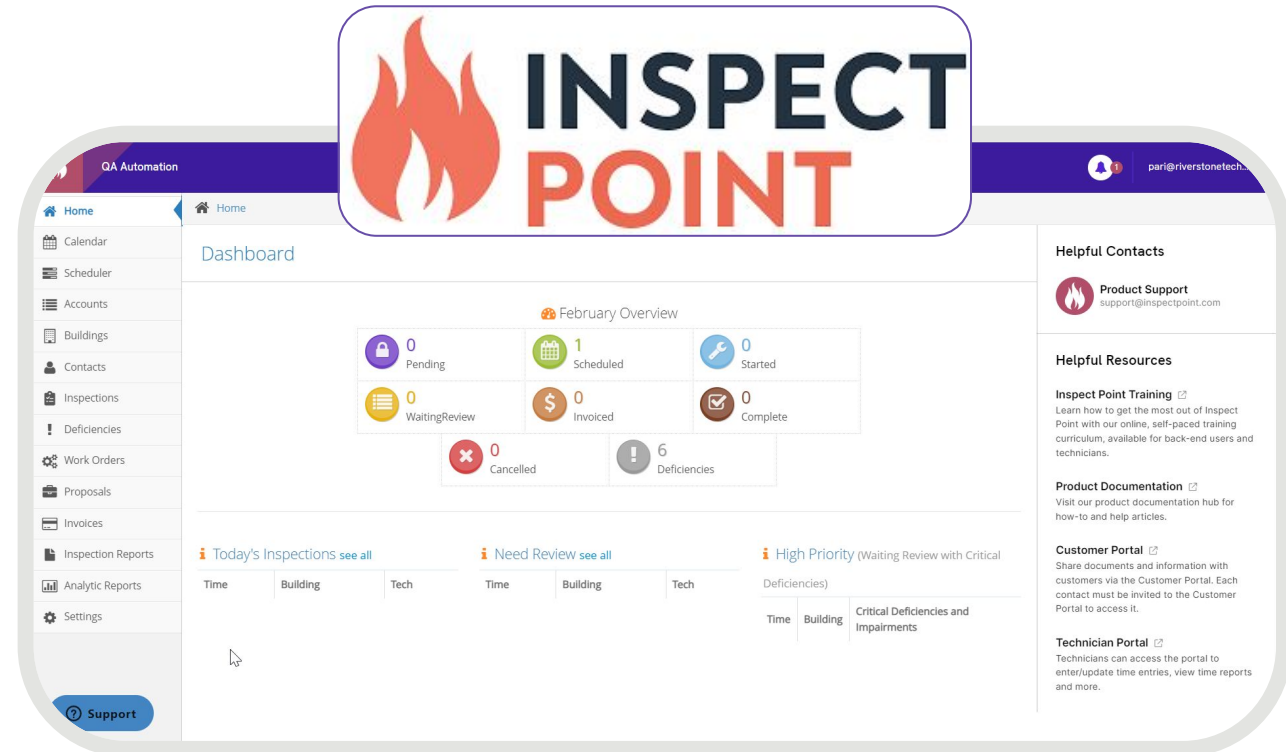 INSPECT
POINT
QA Automation
1
pari@riverstonetech...
Home
Calendar
Scheduler
Accounts
Buildings
Contacts
Inspections
Deficiencies
Work Orders
Proposals
Invoices
Inspection Reports
Analytic Reports
Settings
Support
Home
Dashboard
February Overview
0
Pending
1
Scheduled
0
Started
0
WaitingReview
0
Invoiced
0
Complete
0
Cancelled
6
Deficiencies
Today's Inspections see all
Time Building Tech
Need Review see all
Time Building Tech
High Priority (Waiting Review with Critical
Deficiencies)
Time Building Critical Deficiencies and
Impairments
Helpful Contacts
Product Support
support@inspectpoint.com
Helpful Resources
Inspect Point Training
Learn how to get the most out of Inspect
Point with our online, self-paced training
curriculum, available for back-end users and
technicians.
Product Documentation
Visit our product documentation hub for
how-to and help articles.
Customer Portal
Share documents and information with
customers via the Customer Portal. Each
contact must be invited to the Customer
Portal to access it.
Technician Portal
Technicians can access the portal to
enter/update time entries, view time reports
and more.